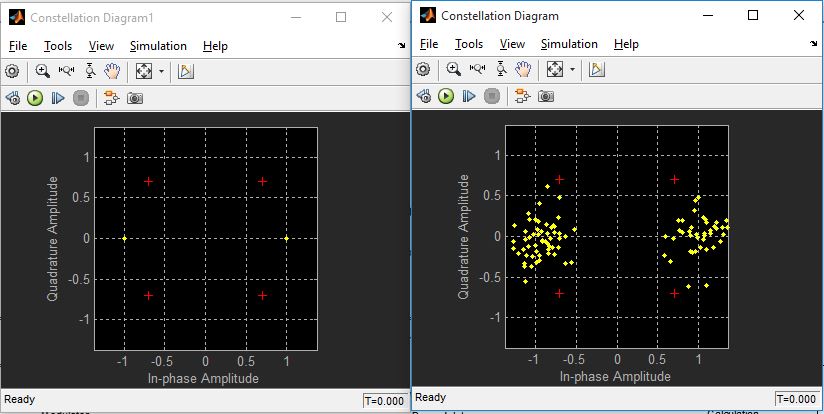 Constellation Diagram1
File Tools View Simulation Help
1
0.5
0
-0.5
-1
Quadrature Amplitude
-1 -0.5 0 0.5 1
In-phase Amplitude
Ready T=0.000
Constellation Diagram
File Tools View Simulation Help
1
0.5
0
-0.5
-1
Quadrature Amplitude
-1 -0.5 0 0.5 1
In-phase Amplitude
Ready T=0.000